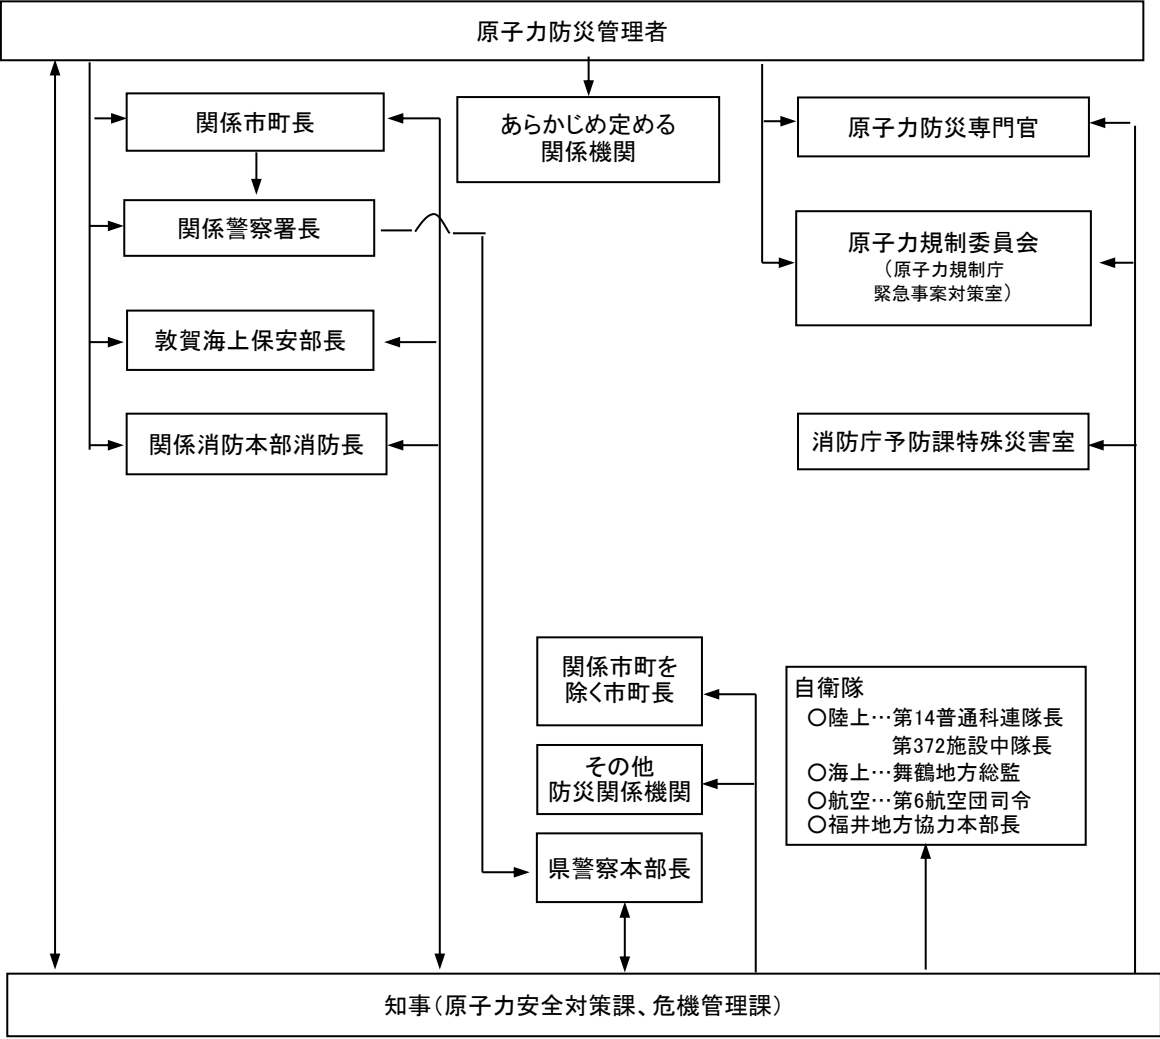 原子力防災管理者
関係市町長
あらかじめ定める
関係機関
原子力防災専門官
関係警察署長
原子力規制委員会
（原子力規制庁
緊急事案対策室）
敦賀海上保安部長
関係消防本部消防長
消防庁予防課特殊災害室
関係市町を
除く市町長
自衛隊
○陸上…第14普通科連隊長
第372施設中隊長
○海上…舞鶴地方総監
○航空…第6航空団司令
○福井地方協力本部長
その他
防災関係機関
県警察本部長
知事（原子力安全対策課、危機管理課）